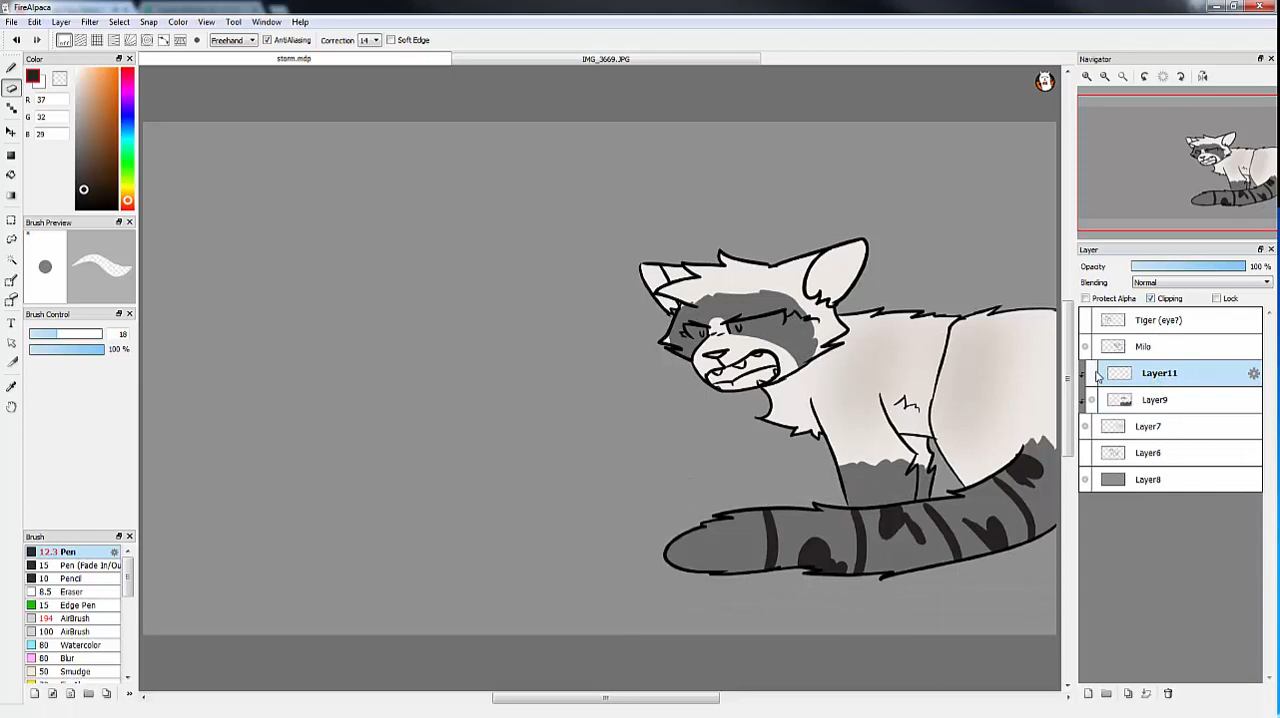 FireAlpaca
File Edit Layer Filter Select Snap Color View Tool Window Help
Freehand AntiAliasing Correction 14 Soft Edge
Color
storm.mdp IMG_3669.JPG
Navigator
R 37
G 32
B 29
Brush Preview
Brush Control
18
100 %
Layer
Opacity 100 %
Blending Normal
Protect Alpha Clipping Lock
Tiger (eye?)
Milo
Layer11
Layer9
Layer7
Layer6
Layer8
Brush
12.3 Pen
15 Pen (Fade In/Ou
10 Pencil
8.5 Eraser
15 Edge Pen
194 AirBrush
100 AirBrush
80 Watercolor
80 Blur
50 Smudge